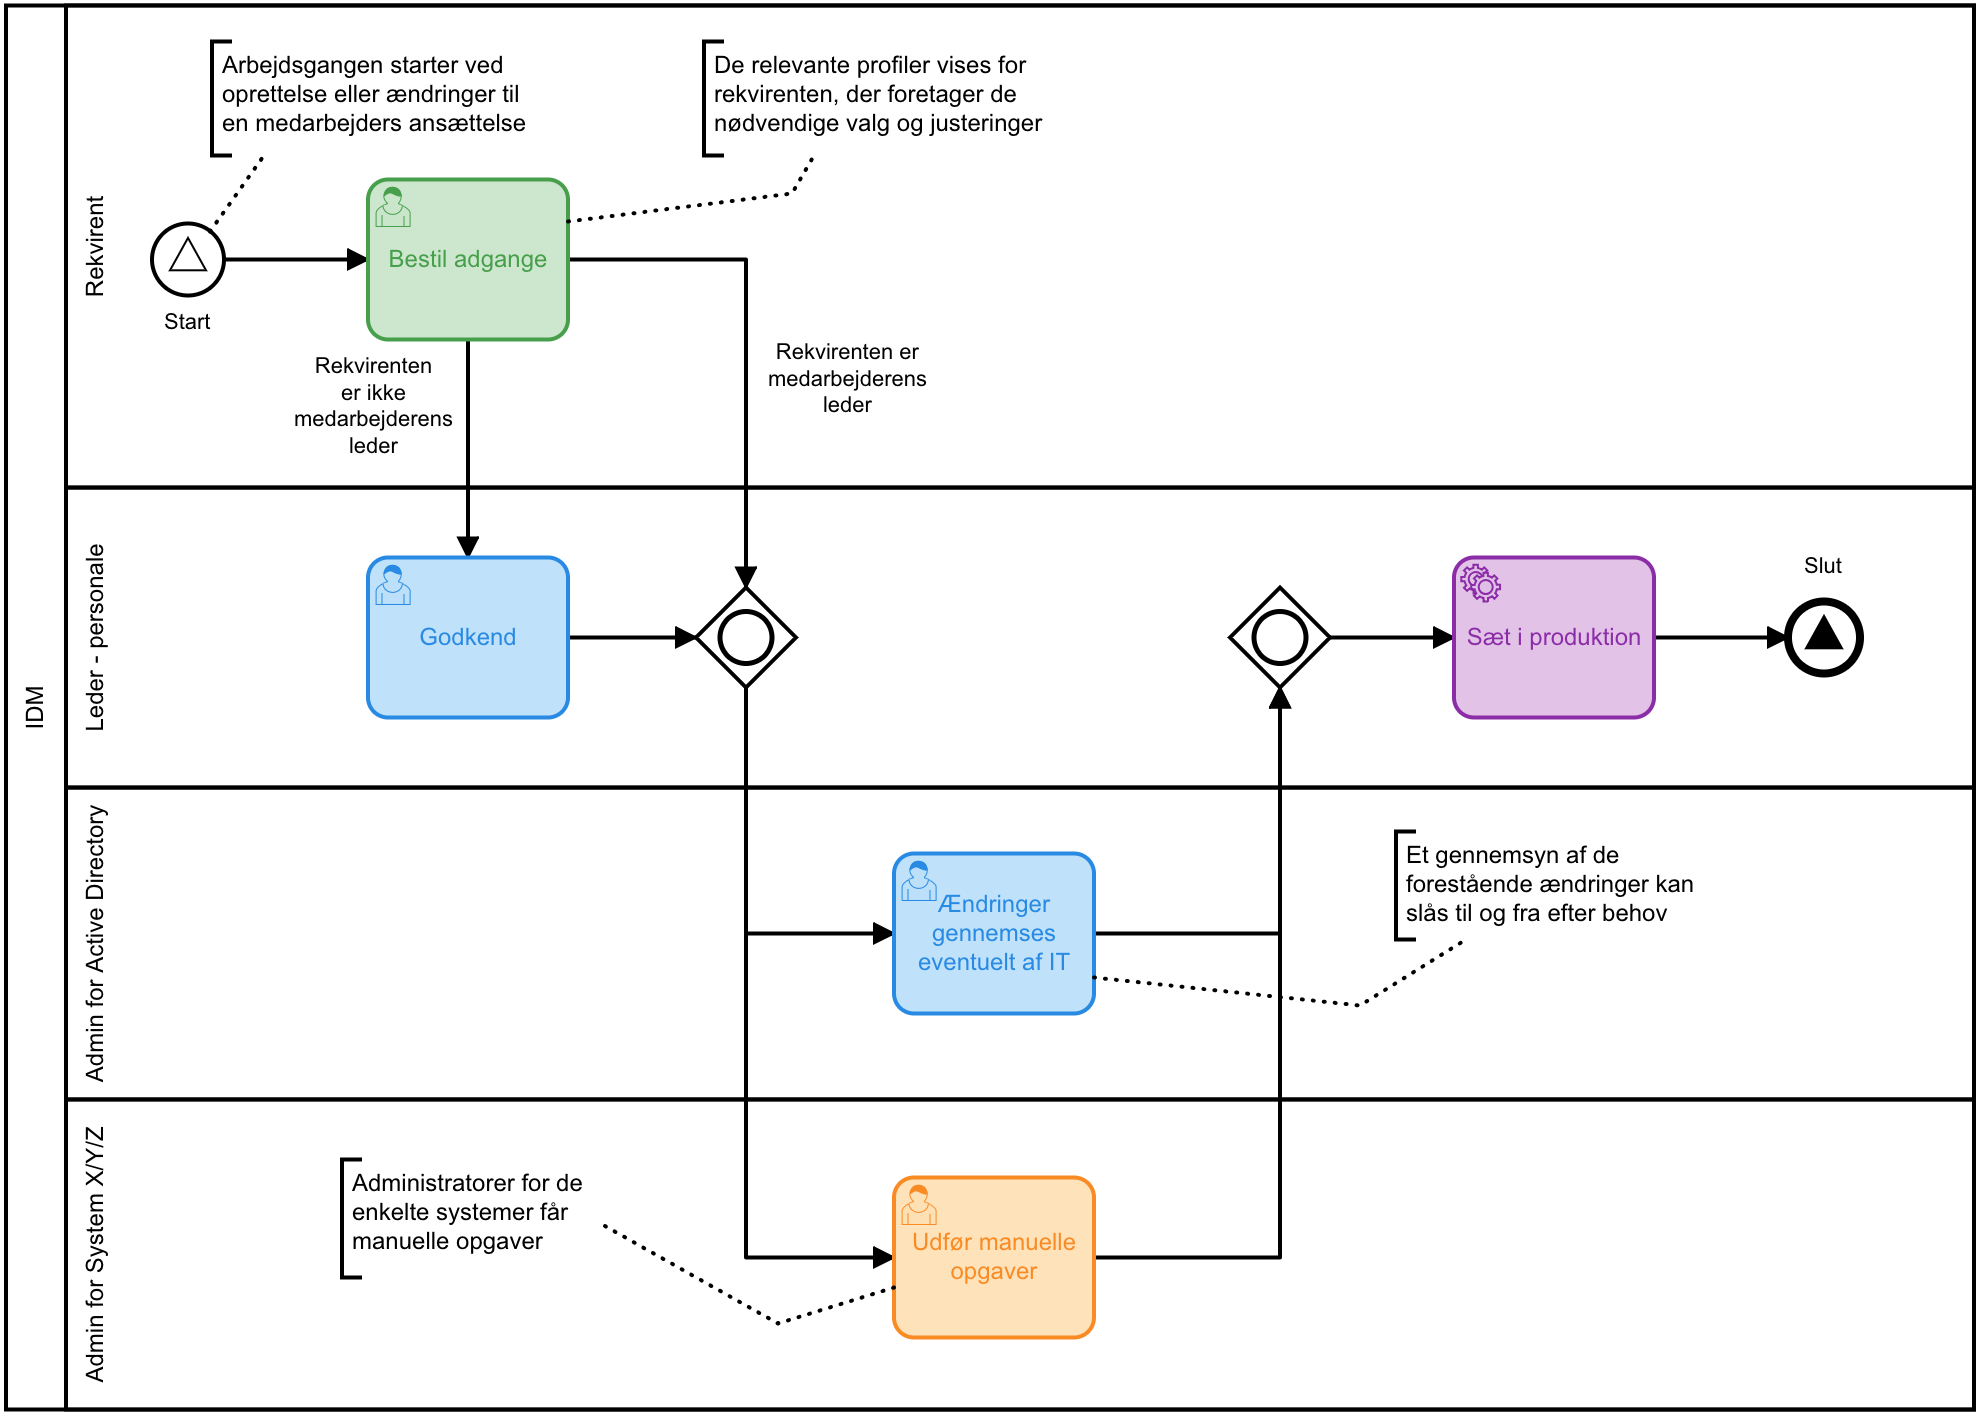 IDM
Rekvirent
Arbejdsgangen starter ved
oprettelse eller ændringer til
en medarbejders ansættelse
De relevante profiler vises for
rekvirenten, der foretager de
nødvendige valg og justeringer
Start
Bestil adgange
Rekvirenten
er ikke
medarbejderens
leder
Rekvirenten er
medarbejderens
leder
Leder - personale
Godkend
Sæt i produktion
Slut
Admin for Active Directory
Ændringer
gennemses
eventuelt af IT
Et gennemsyn af de
forestående ændringer kan
slås til og fra efter behov
Admin for System X/Y/Z
Administratorer for de
enkelte systemer får
manuelle opgaver
Udfør manuelle
opgaver